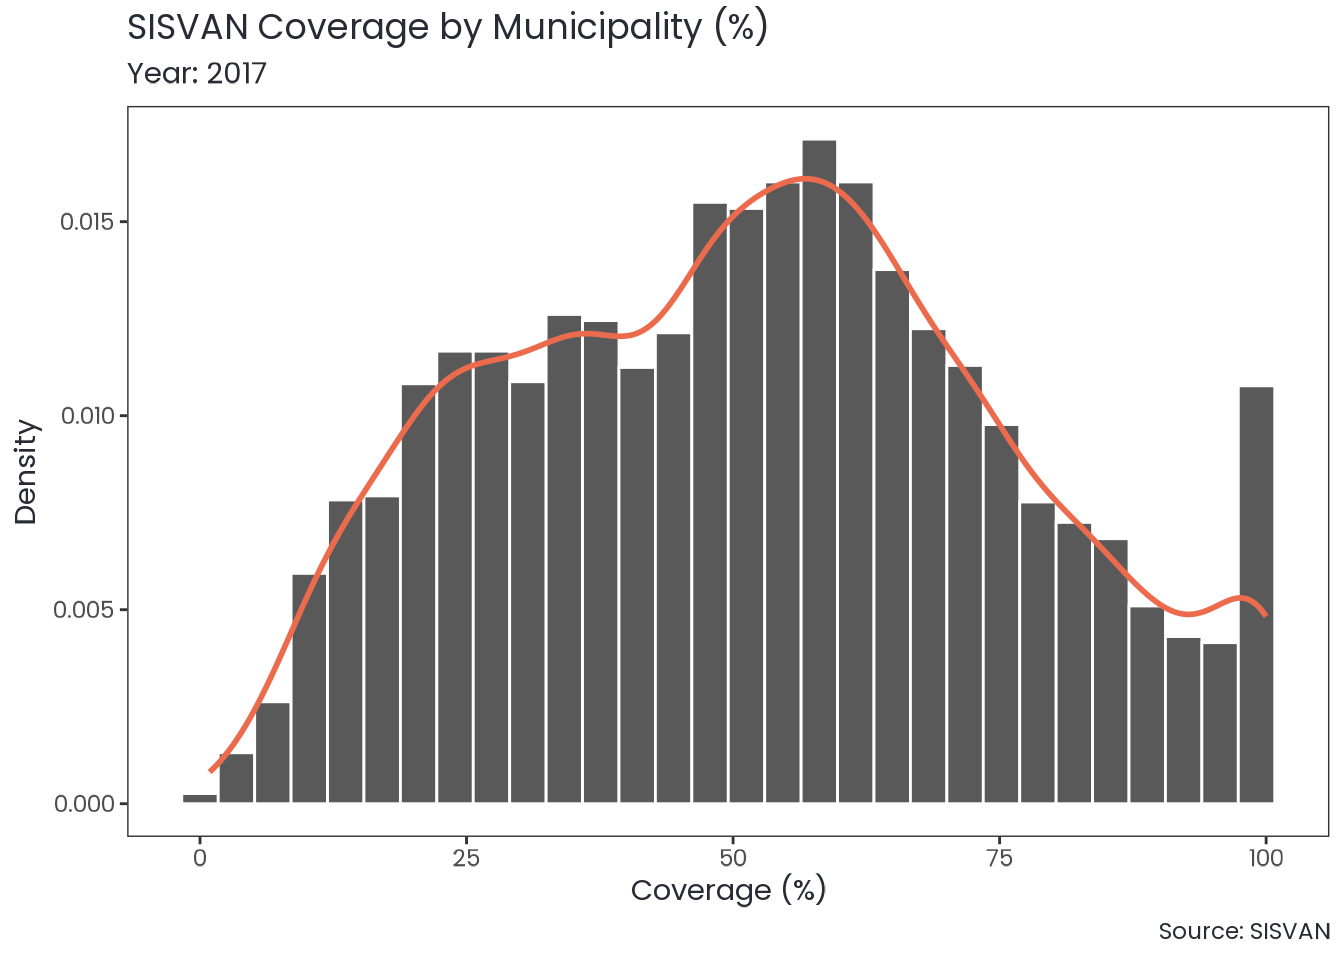 SISVAN Coverage by Municipality (%)
Year: 2017
Density
0.015
0.010
0.005
0.000
0 25 50 75 100
Coverage (%)
Source: SISVAN